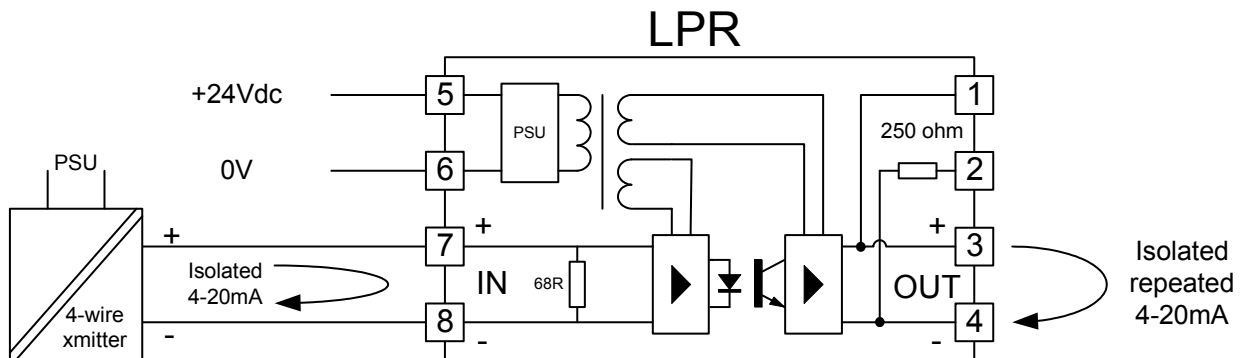 LPR
+24Vdc
5
PSU
1
250 ohm
PSU
0V
6
2
+
7
+
+
3
Isolated
4-20mA
IN
68R
OUT
Isolated
repeated
4-20mA
4-wire
xmitter
-
8
-
-
4